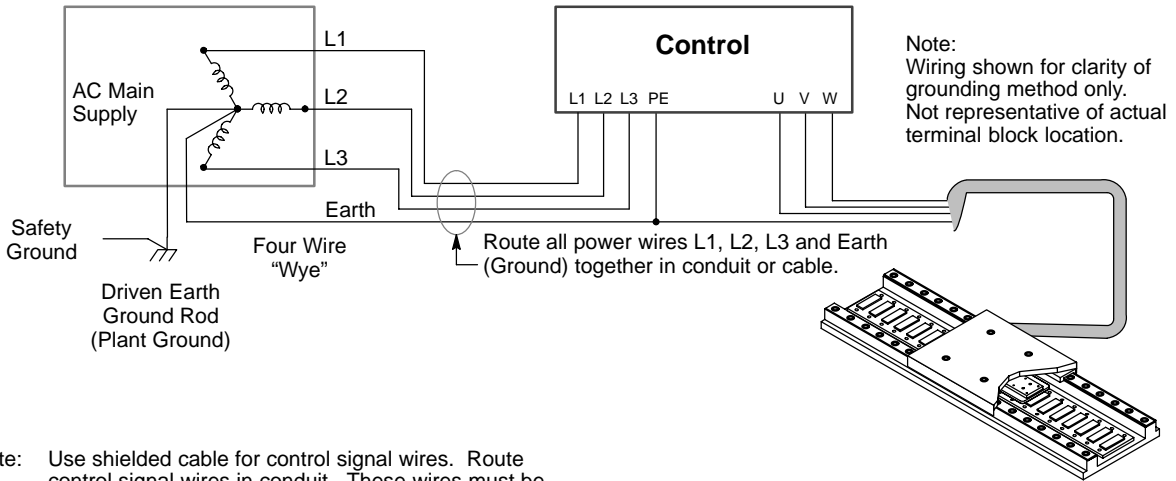 AC Main
Supply
L1
L2
L3
Earth
Control
L1 L2 L3 PE
U V W
Note:
Wiring shown for clarity of
grounding method only.
Not representative of actual
terminal block location.
Safety
Ground
Four Wire
“Wye”
Route all power wires L1, L2, L3 and Earth
(Ground) together in conduit or cable.
Driven Earth
Ground Rod
(Plant Ground)
te: Use shielded cable for control signal wires. Route
control signal wires in conduit. These wires must be